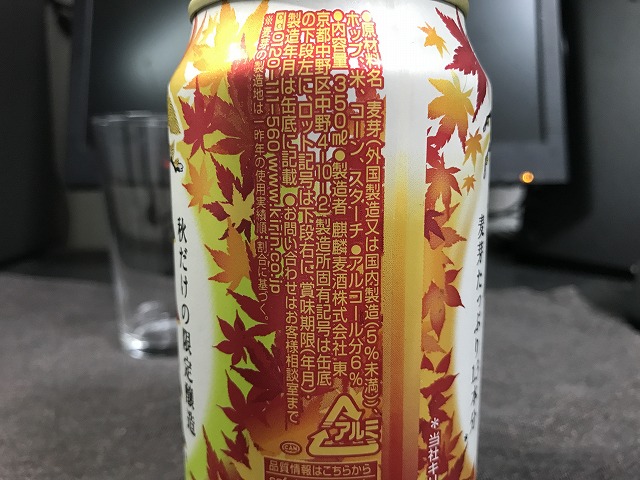 ●原材料名 麦芽(外国製造又は国内製造(5%未満))
ホップ、米、コーン、スターチ●アルコール分6%
●内容量 350ml●製造者 麒麟麦酒株式会社 東
京都中野区中野4-10-2 製造所固有記号は缶底
の下段左に、ロット記号は下段右に、賞味期限(年月)
製造年月は缶底に記載 ●お問い合わせはお客様相談室まで
0120-111-560 www.kirin.co.jp
※麦芽の製造地は一昨年の使用実績順、割合に基づく。
アルミ
品質情報はこちらから
秋だけの限定醸造
麦芽たっぷり1.3本分
*当社キリ